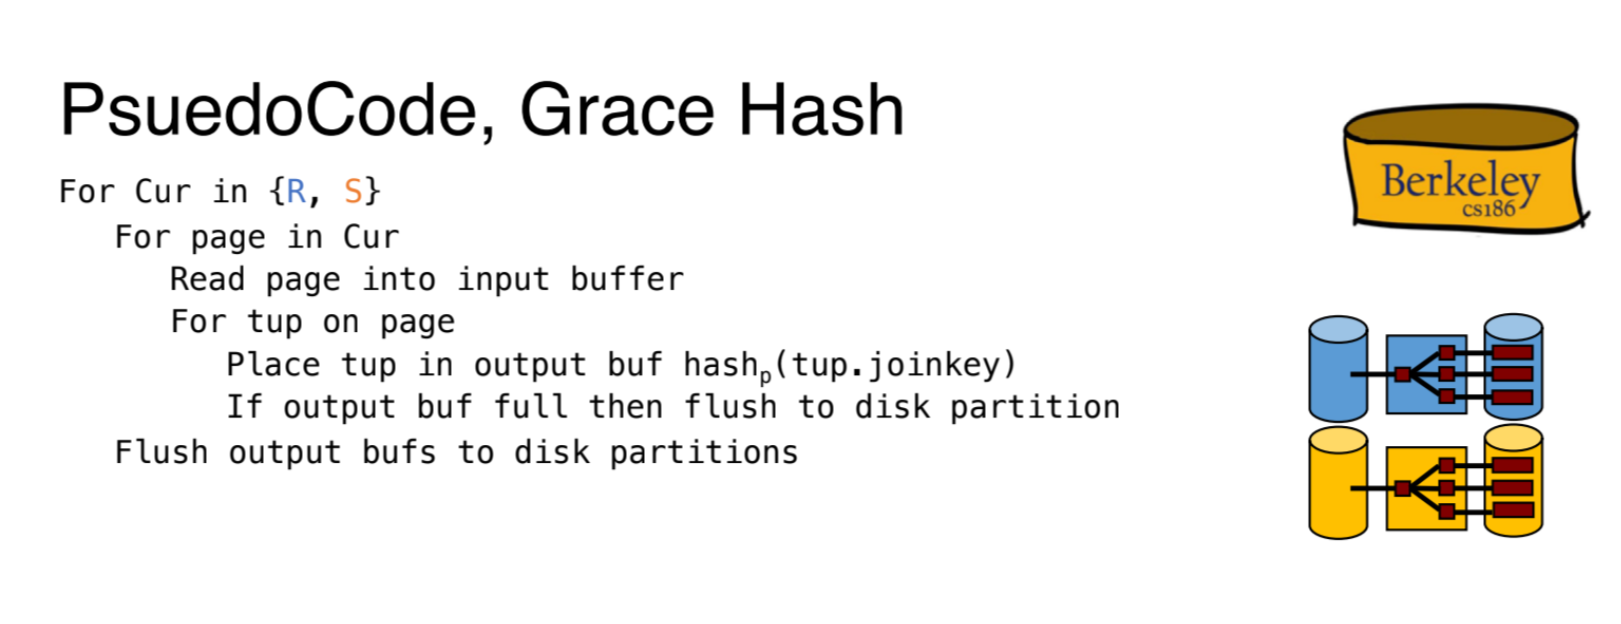 PsuedoCode, Grace Hash
For Cur in {R, S}
For page in Cur
Read page into input buffer
For tup on page
Place tup in output buf hashp(tup.joinkey)
If output buf full then flush to disk partition
Flush output bufs to disk partitions
Berkeley
cs186